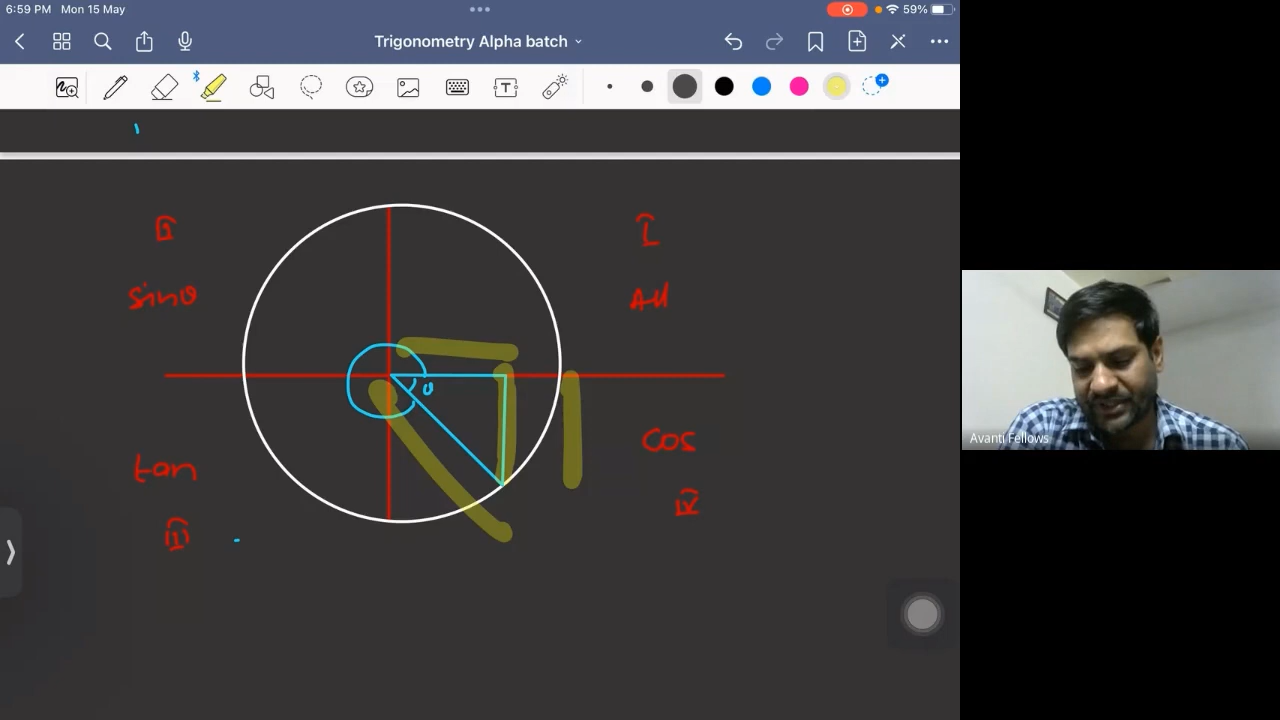 6:59 PM Mon 15 May
59%
Trigonometry Alpha batch
T
II
I
sinθ
All
θ
cos
tan
IV
III
Avanti Fellows